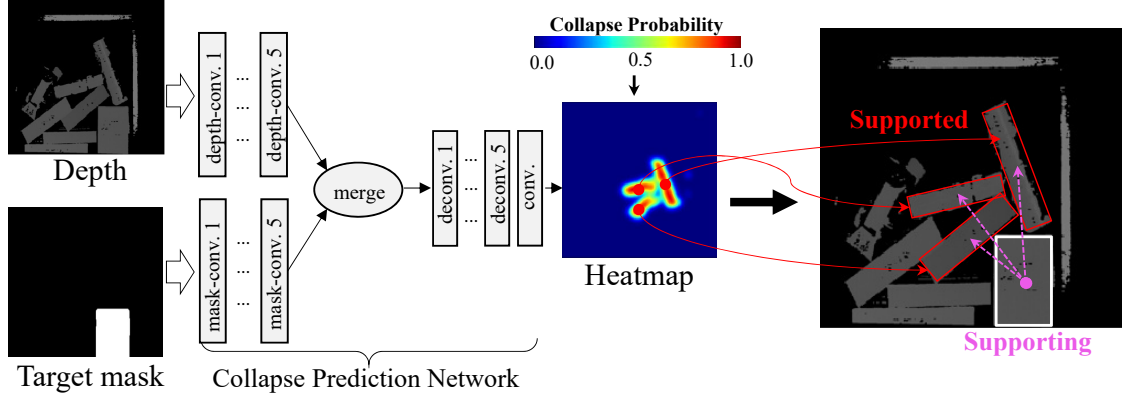 Collapse Probability
0.0 0.5 1.0
depth-conv. 1
...
...
...
...
depth-conv. 5
Depth
merge
deconv. 1
...
...
...
...
deconv. 5
conv.
Heatmap
Supported
Supporting
mask-conv. 1
...
...
...
...
mask-conv. 5
Target mask
Collapse Prediction Network